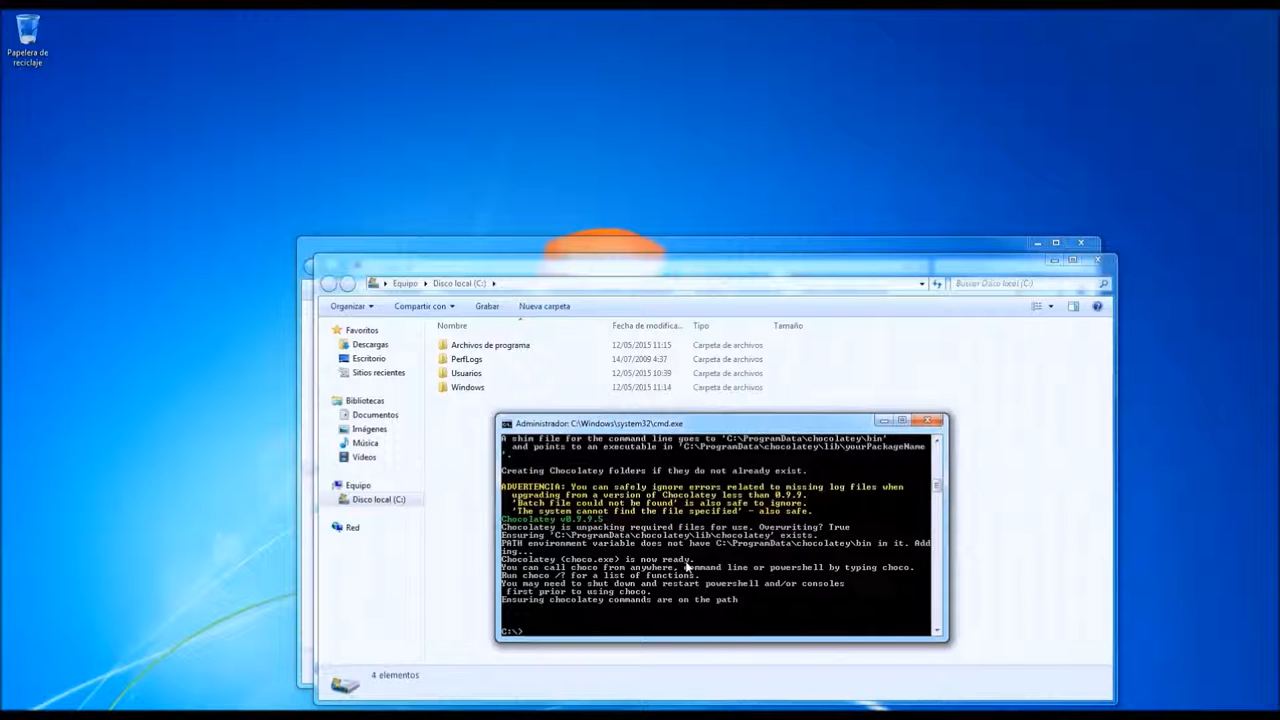 Papelera de
reciclaje
Equipo
Disco local (C:)
Buscar Disco local (C:)
Organizar
Compartir con
Grabar
Nueva carpeta
Favoritos
Descargas
Escritorio
Sitios recientes
Bibliotecas
Documentos
Imágenes
Música
Vídeos
Equipo
Disco local (C:)
Red
Nombre
Fecha de modifica...
Tipo
Tamaño
Archivos de programa
12/05/2015 11:15
Carpeta de archivos
PerfLogs
14/07/2009 4:37
Carpeta de archivos
Usuarios
12/05/2015 10:39
Carpeta de archivos
Windows
12/05/2015 11:14
Carpeta de archivos
Administrador: C:\Windows\system32\cmd.exe
A shim file for the command line goes to 'C:\ProgramData\chocolatey\bin'
and points to an executable in 'C:\ProgramData\chocolatey\lib\yourPackageName
'.
Creating Chocolatey folders if they do not already exist.
ADVERTENCIA: You can safely ignore errors related to missing log files when
upgrading from a version of Chocolatey less than 0.9.9.
'Batch file could not be found' is also safe to ignore.
'The system cannot find the file specified' - also safe.
Chocolatey v0.9.9.5
Chocolatey is unpacking required files for use. Overwriting? True
Ensuring 'C:\ProgramData\chocolatey\lib\chocolatey' exists.
PATH environment variable does not have C:\ProgramData\chocolatey\bin in it. Add
ing...
Chocolatey (choco.exe) is now ready.
You can call choco from anywhere, command line or powershell by typing choco.
Run choco /? for a list of functions.
You may need to shut down and restart powershell and/or consoles
first prior to using choco.
Ensuring chocolatey commands are on the path
C:\>
4 elementos